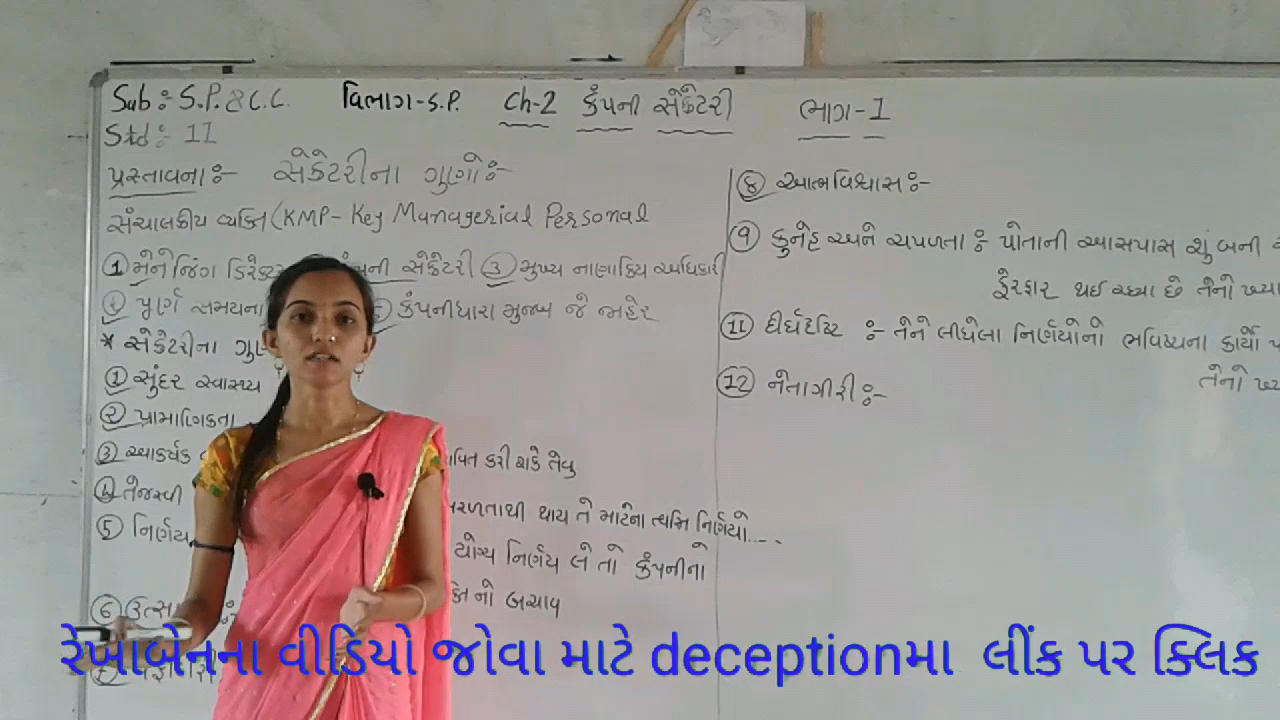 Sub:- S.P. & C.C. વિભાગ-S.P. Ch-2 કંપની સેક્રેટરી ભાગ-1
Std:- 11
પ્રસ્તાવના:- સેક્રેટરીના ગુણો:-
સંચાલકીય વ્યક્તિ (KMP- Key Managerial Personal
① મેનેજિંગ ડિરેક્ટર સેક્રેટરી ③ મુખ્ય નાણાકિય અધિકારી
④ પૂર્ણ સમયના કંપનીધારા મુજબ જે જાહેર
* સેક્રેટરીના
① સુંદર સ્વાસ્થ્ય
② પ્રામાણિકતા
③ આકર્ષક કરી શકે તેવુ
④ તેજસ્વી થાય તે માટેના ત્વરિત નિર્ણયો....
⑤ નિર્ણય યોગ્ય નિર્ણય લે તો કંપનીનો
⑥ નો બચાવ
⑧ આત્મવિશ્વાસ:-
⑨ કુનેહ અને ચપળતા :- પોતાની આસપાસ શું બની
ફેરફાર થઈ રહ્યા છે તેનો
⑪ દીર્ઘદૃષ્ટિ :- તેને લીધેલા નિર્ણયોનો ભવિષ્યના કાર્યો
તેનો
⑫ નેતાગીરી:-
રેખાબેનના વીડિયો જોવા માટે deceptionમા લીંક પર ક્લિક